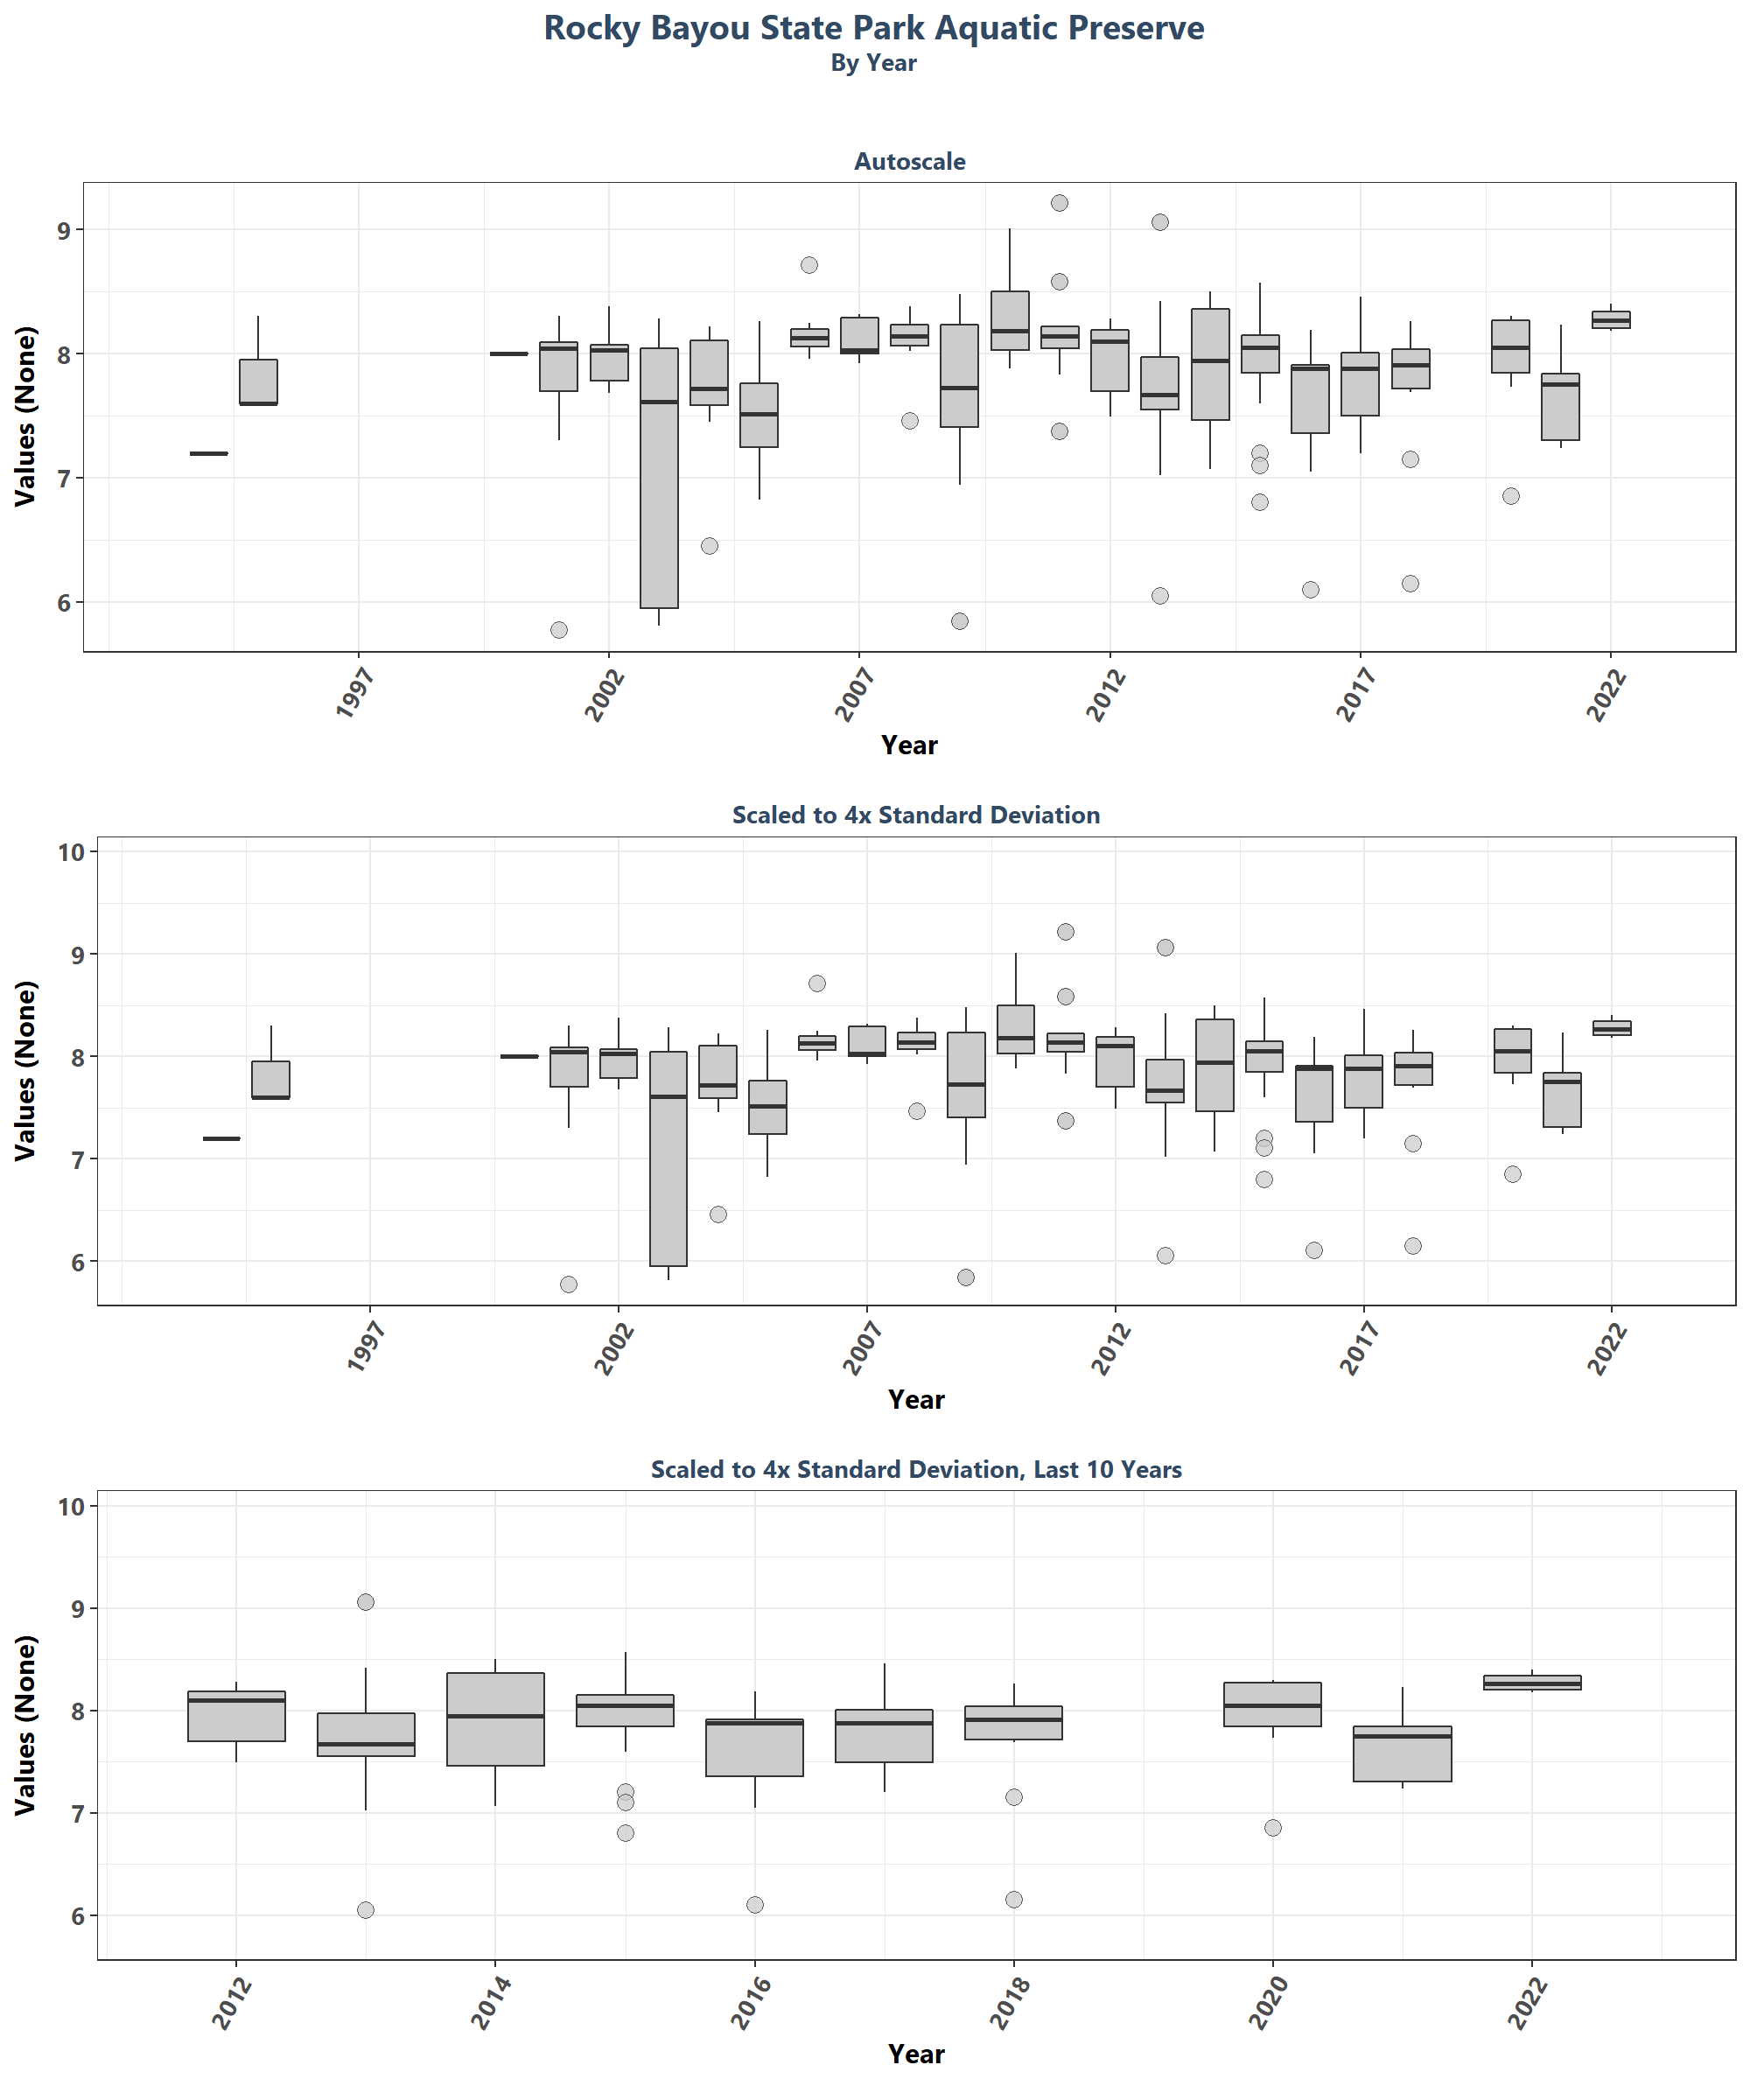 Rocky Bayou State Park Aquatic Preserve
By Year
Autoscale
Values (None)
9
8
7
6
1997 2002 2007 2012 2017 2022
Year
Scaled to 4x Standard Deviation
Values (None)
10
9
8
7
6
1997 2002 2007 2012 2017 2022
Year
Scaled to 4x Standard Deviation, Last 10 Years
Values (None)
10
9
8
7
6
2012 2014 2016 2018 2020 2022
Year